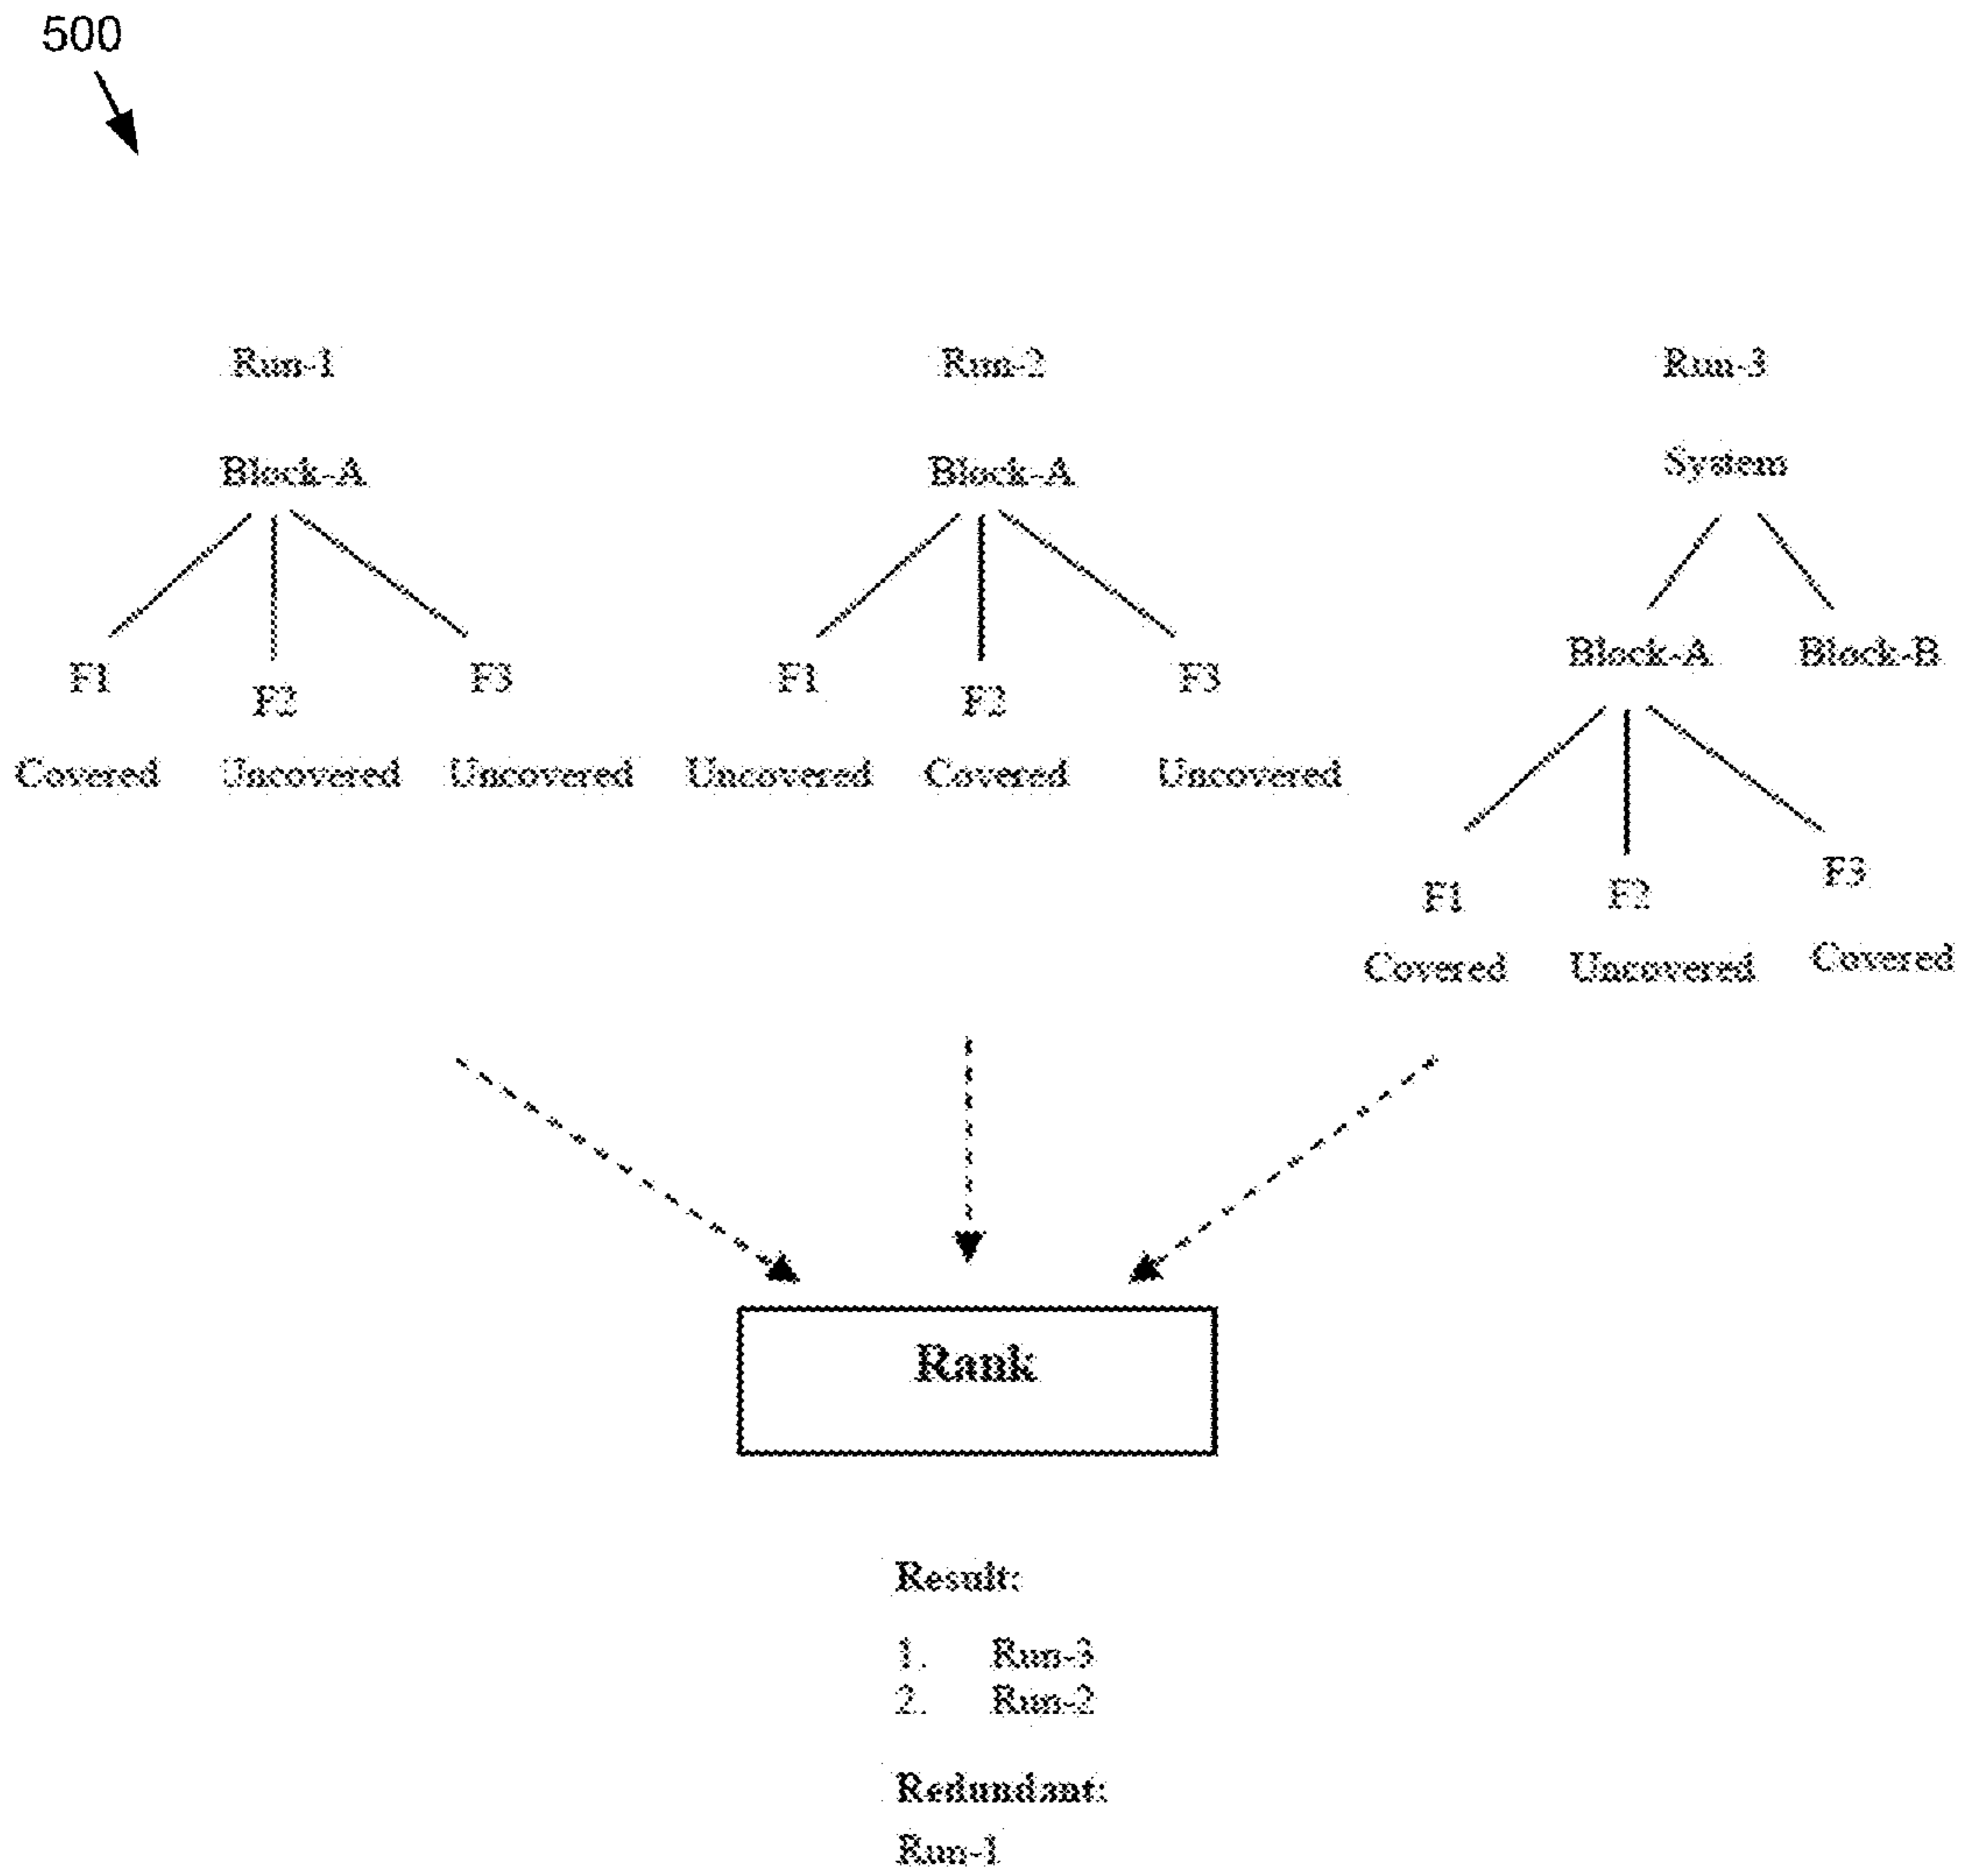 500
Run-1 Run-2 Run-3
Block-A Block-A System
Block-A Block-B
F1 F2 F3 F1 F2 F3
Covered Uncovered Uncovered Uncovered Covered Uncovered
F1 F2 F3
Covered Uncovered Covered
Rank
Result:
1. Run-3
2. Run-2
Redundant:
Run-1